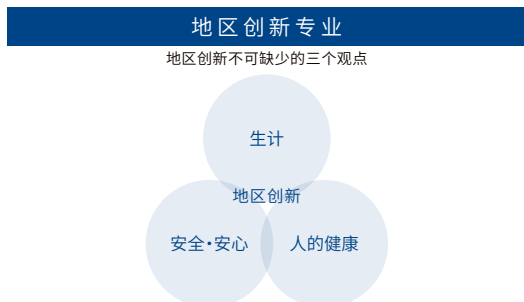 地区创新专业
地区创新不可缺少的三个观点
生计
地区创新
安全・安心
人的健康